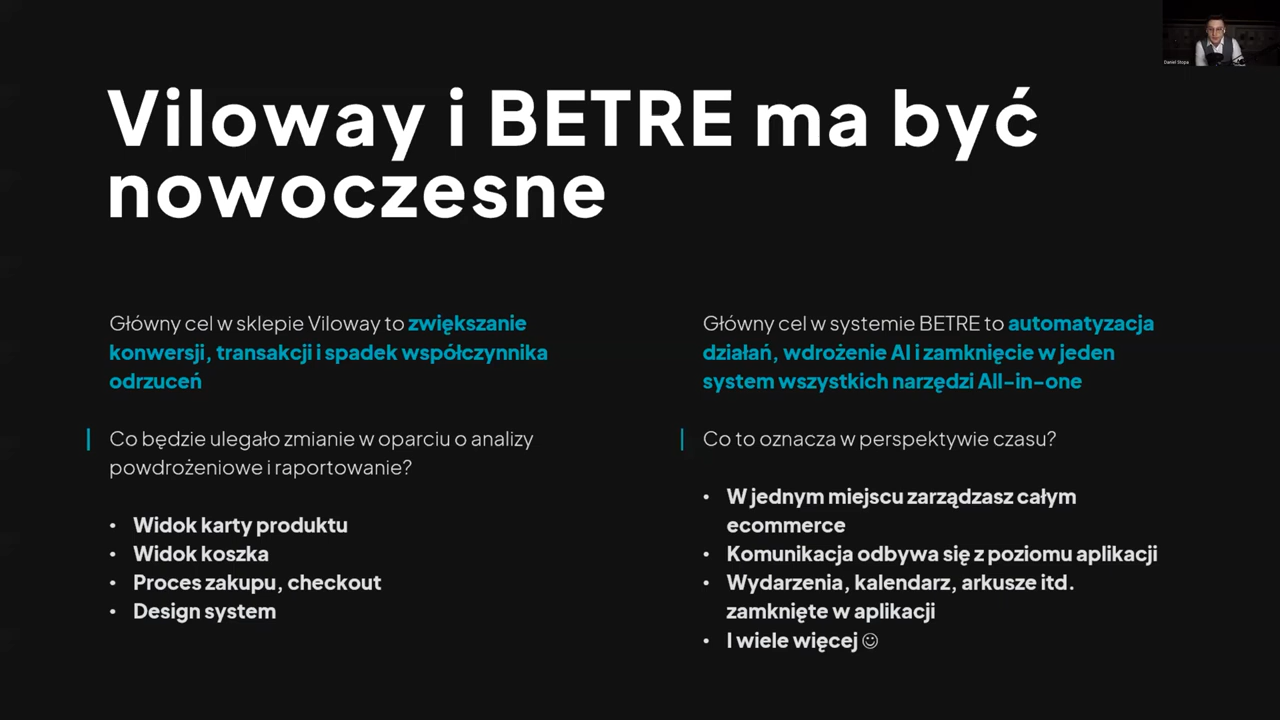 Daniel Stopa
Viloway i BETRE ma być
nowoczesne
Główny cel w sklepie Viloway to zwiększanie
konwersji, transakcji i spadek współczynnika
odrzuceń
| Co będzie ulegało zmianie w oparciu o analizy
powdrożeniowe i raportowanie?
• Widok karty produktu
• Widok koszka
• Proces zakupu, checkout
• Design system
Główny cel w systemie BETRE to automatyzacja
działań, wdrożenie AI i zamknięcie w jeden
system wszystkich narzędzi All-in-one
| Co to oznacza w perspektywie czasu?
• W jednym miejscu zarządzasz całym
ecommerce
• Komunikacja odbywa się z poziomu aplikacji
• Wydarzenia, kalendarz, arkusze itd.
zamknięte w aplikacji
• I wiele więcej ☺